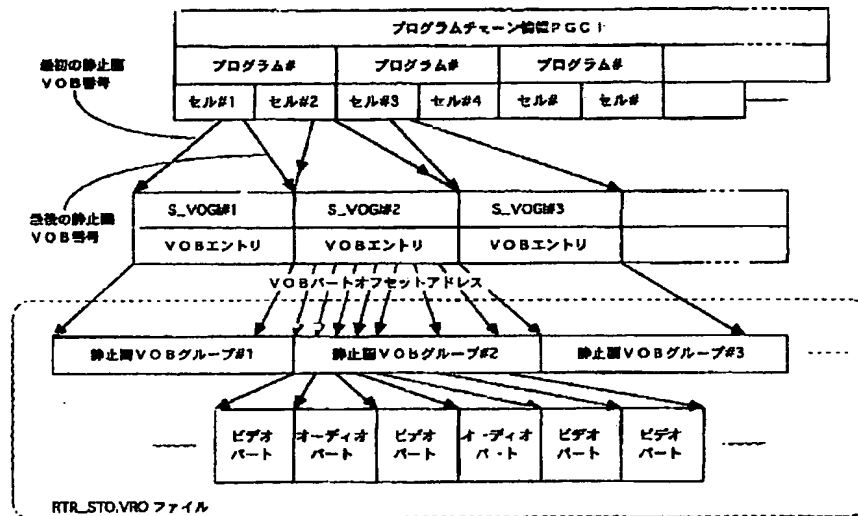 プログラムチェーン情報PGCI
プログラム# プログラム# プログラム#
セル#1 セル#2 セル#3 セル#4 セル# セル#
最初の静止画
VOB番号
最後の静止画
VOB番号
S_VOGI#1 S_VOGI#2 S_VOGI#3
VOBエントリ VOBエントリ VOBエントリ
VOBパートオフセットアドレス
静止画VOBグループ#1 静止画VOBグループ#2 静止画VOBグループ#3
ビデオ オーディオ ビデオ オーディオ ビデオ ビデオ
パート パート パート パート パート パート
RTR_STO.VRO ファイル